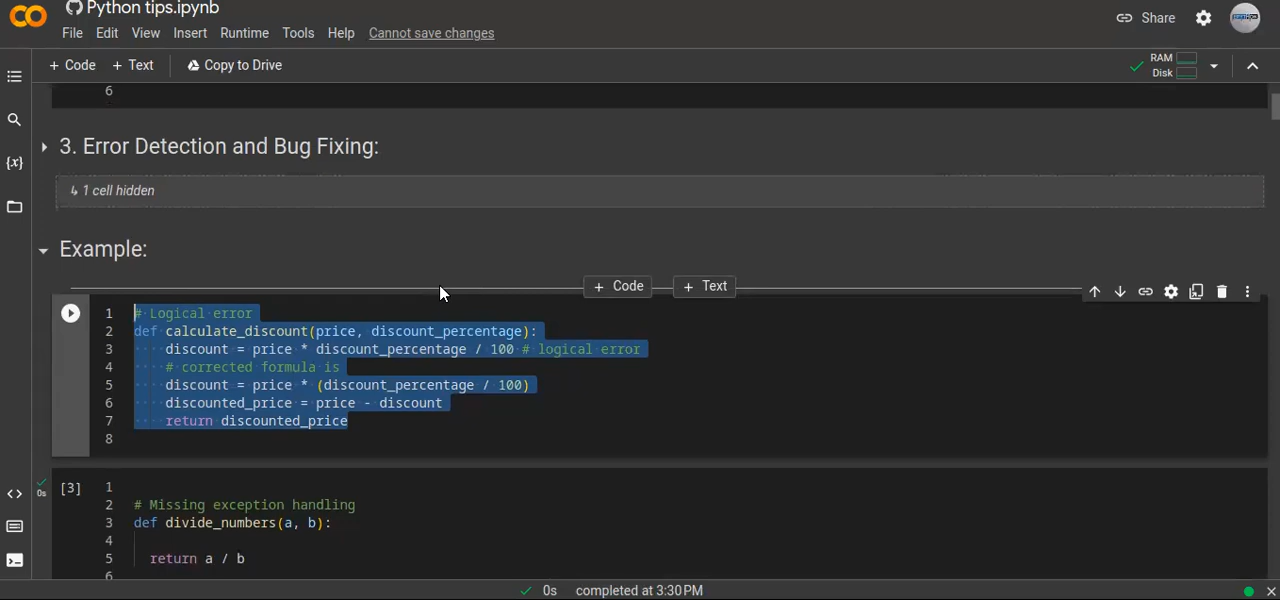 Python tips.ipynb
File Edit View Insert Runtime Tools Help Cannot save changes
Share
+ Code + Text Copy to Drive
RAM
Disk
6
3. Error Detection and Bug Fixing:
↳ 1 cell hidden
Example:
+ Code + Text
1 # Logical error
2 def calculate_discount(price, discount_percentage):
3 discount = price * discount_percentage / 100 # logical error
4 # corrected formula is
5 discount = price * (discount_percentage / 100)
6 discounted_price = price - discount
7 return discounted_price
8
[3] 1
0s
2 # Missing exception handling
3 def divide_numbers(a, b):
4
5 return a / b
6
0s completed at 3:30 PM